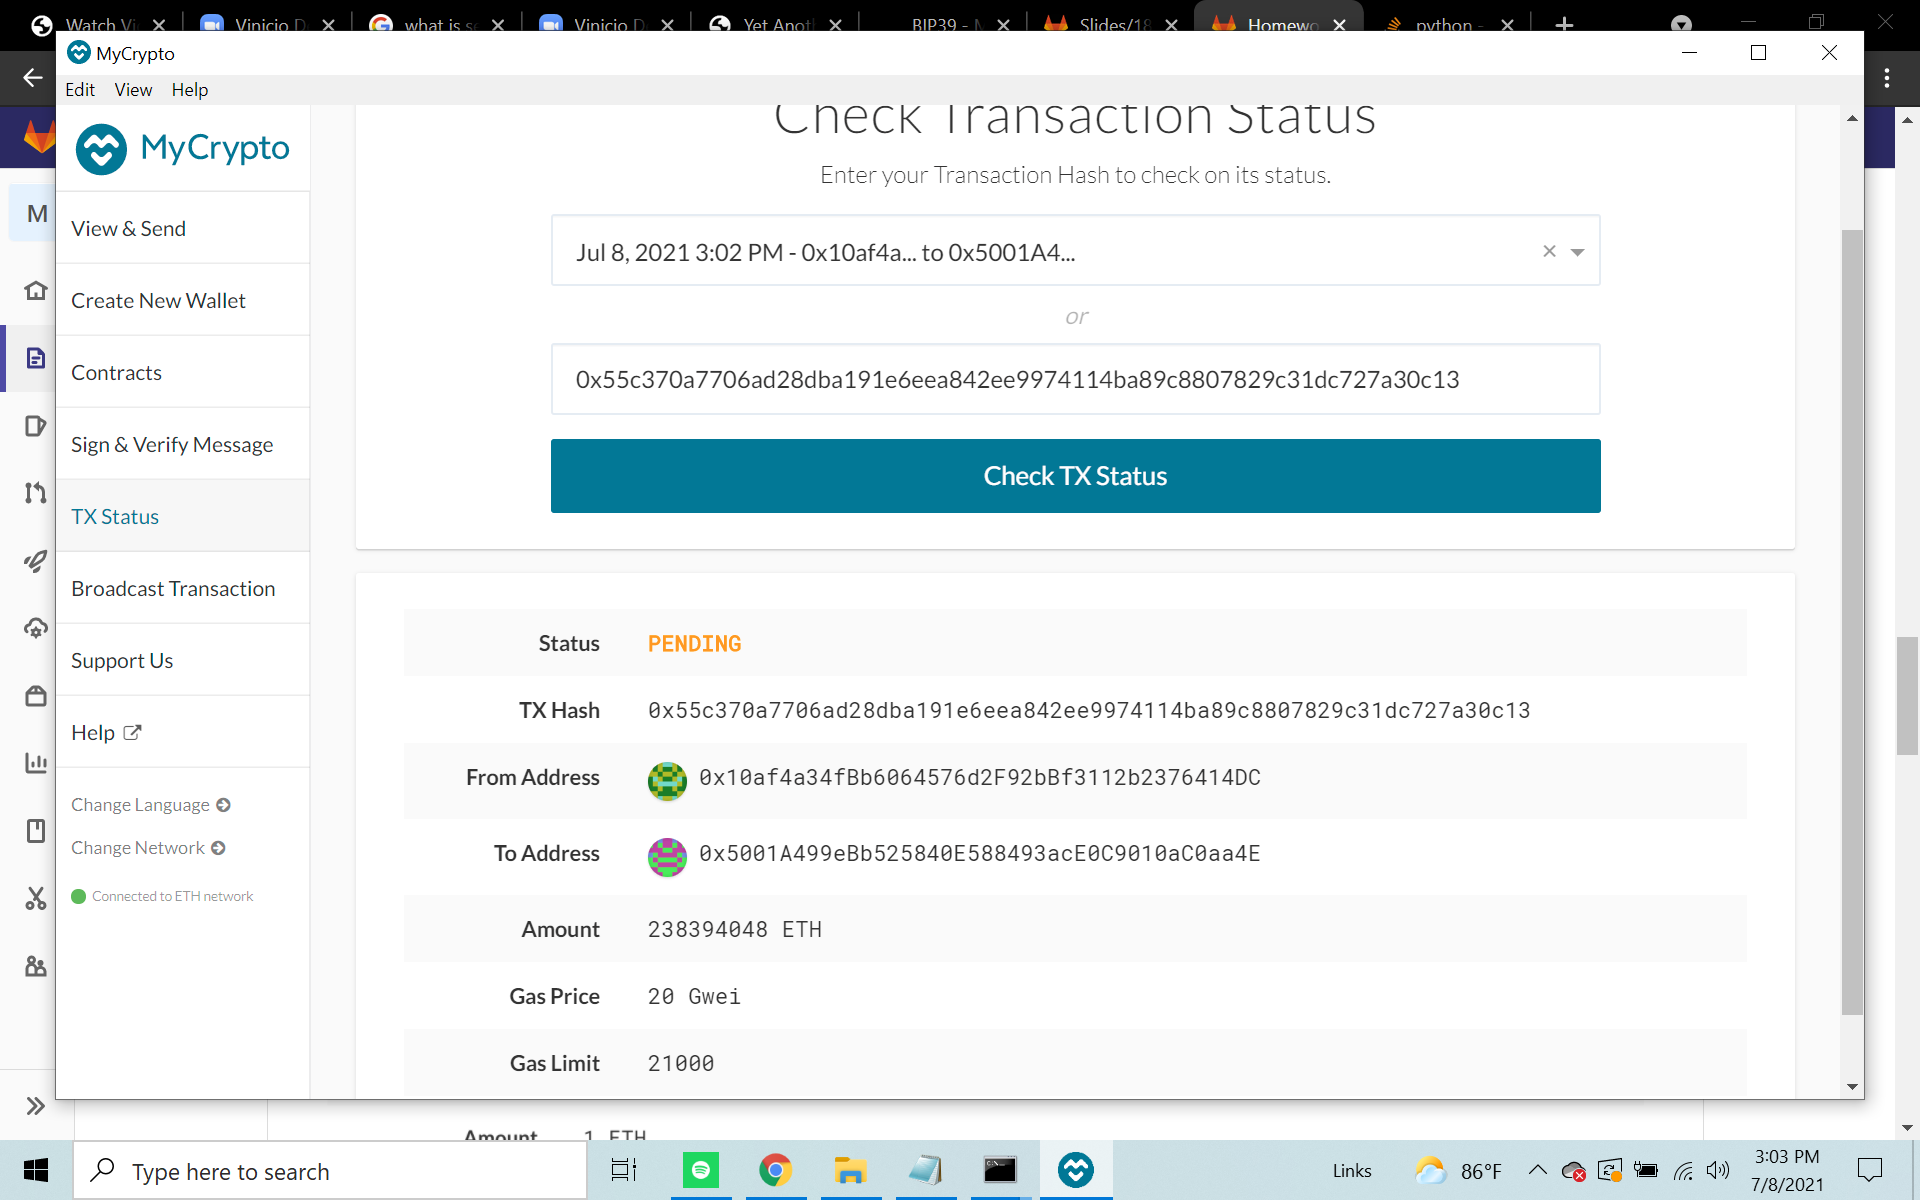 Watch Vi
Vinicio D
what is se
Vinicio D
Yet Anoth
BIP39 - M
Slides/18
Homewo
python -
MyCrypto
Edit View Help
M
MyCrypto
View & Send
Create New Wallet
Contracts
Sign & Verify Message
TX Status
Broadcast Transaction
Support Us
Help
Change Language
Change Network
Connected to ETH network
Check Transaction Status
Enter your Transaction Hash to check on its status.
Jul 8, 2021 3:02 PM - 0x10af4a... to 0x5001A4...
or
0x55c370a7706ad28dba191e6eea842ee9974114ba89c8807829c31dc727a30c13
Check TX Status
Status PENDING
TX Hash 0x55c370a7706ad28dba191e6eea842ee9974114ba89c8807829c31dc727a30c13
From Address 0x10af4a34fBb6064576d2F92bBf3112b2376414DC
To Address 0x5001A499eBb525840E588493acE0C9010aC0aa4E
Amount 238394048 ETH
Gas Price 20 Gwei
Gas Limit 21000
Amount 1 ETH
Type here to search
Links
86°F
3:03 PM
7/8/2021